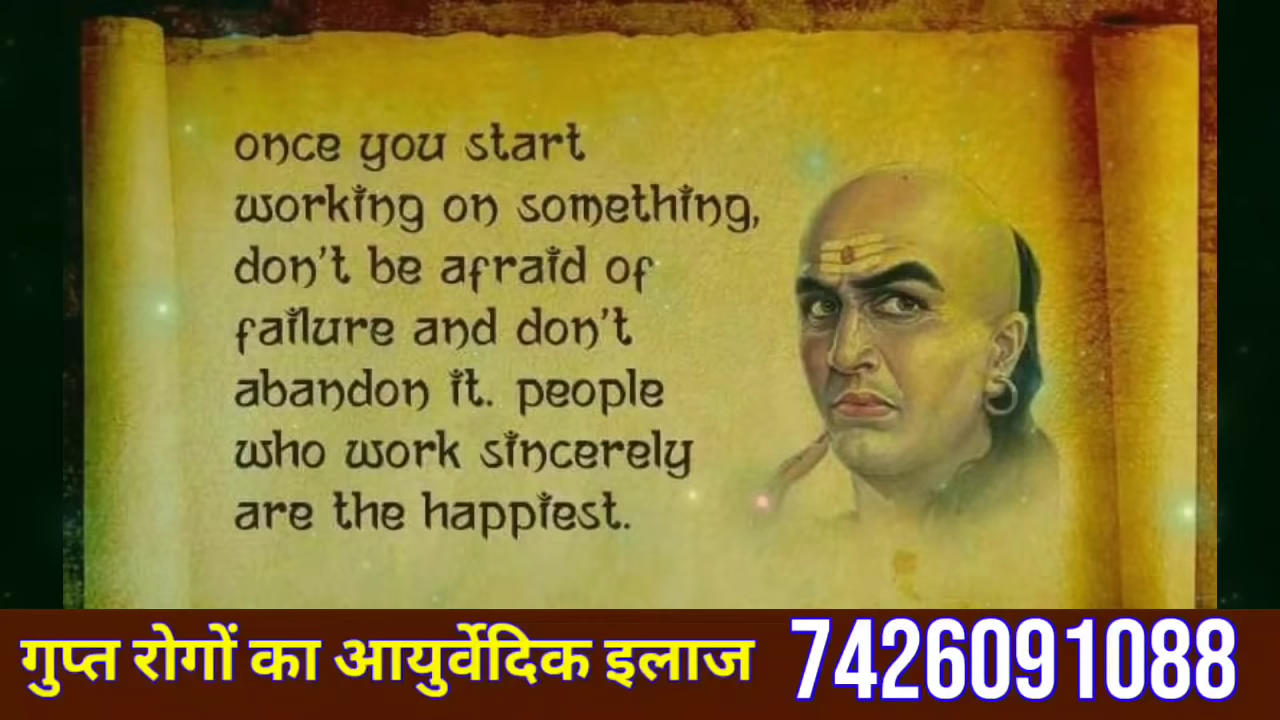 once you start
working on something,
don't be afraid of
failure and don't
abandon it. people
who work sincerely
are the happiest.
गुप्त रोगों का आयुर्वेदिक इलाज 7426091088